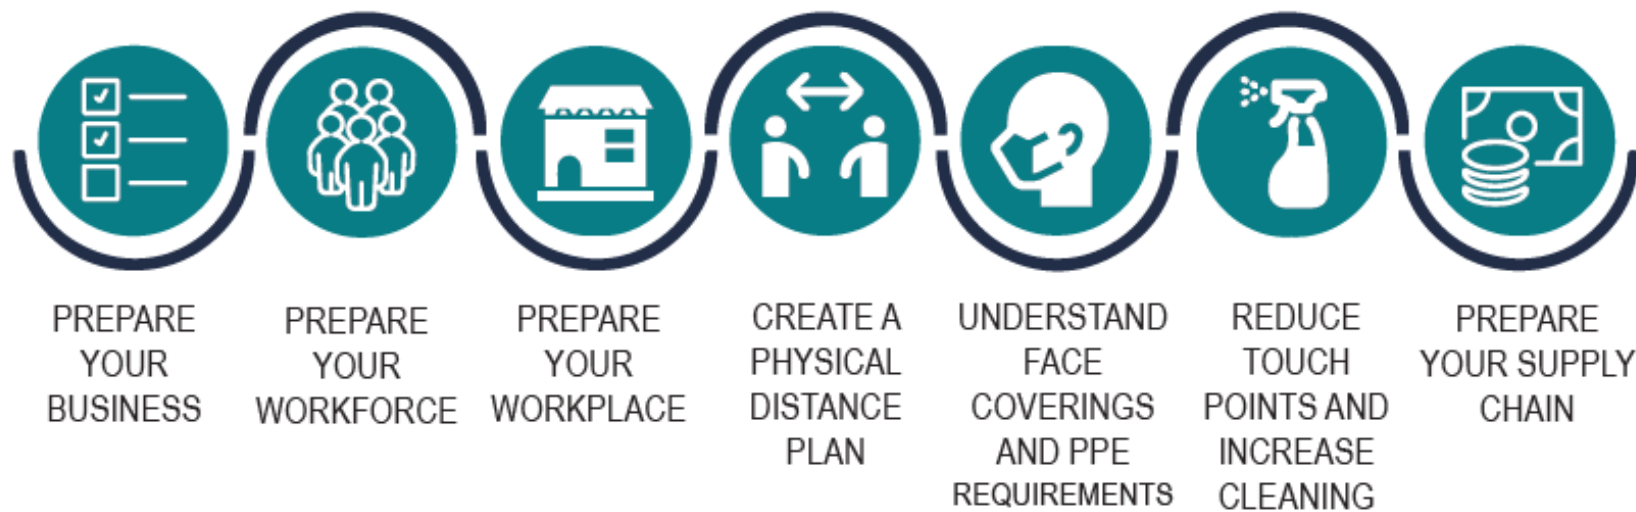 PREPARE
YOUR
BUSINESS
PREPARE
YOUR
WORKFORCE
PREPARE
YOUR
WORKPLACE
CREATE A
PHYSICAL
DISTANCE
PLAN
UNDERSTAND
FACE
COVERINGS
AND PPE
REQUIREMENTS
REDUCE
TOUCH
POINTS AND
INCREASE
CLEANING
PREPARE
YOUR SUPPLY
CHAIN